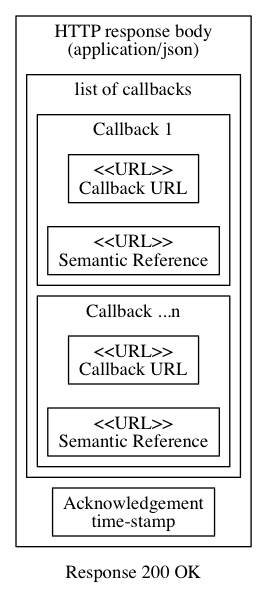 HTTP response body
(application/json)
list of callbacks
Callback 1
<<URL>>
Callback URL
<<URL>>
Semantic Reference
Callback ...n
<<URL>>
Callback URL
<<URL>>
Semantic Reference
Acknowledgement
time-stamp
Response 200 OK